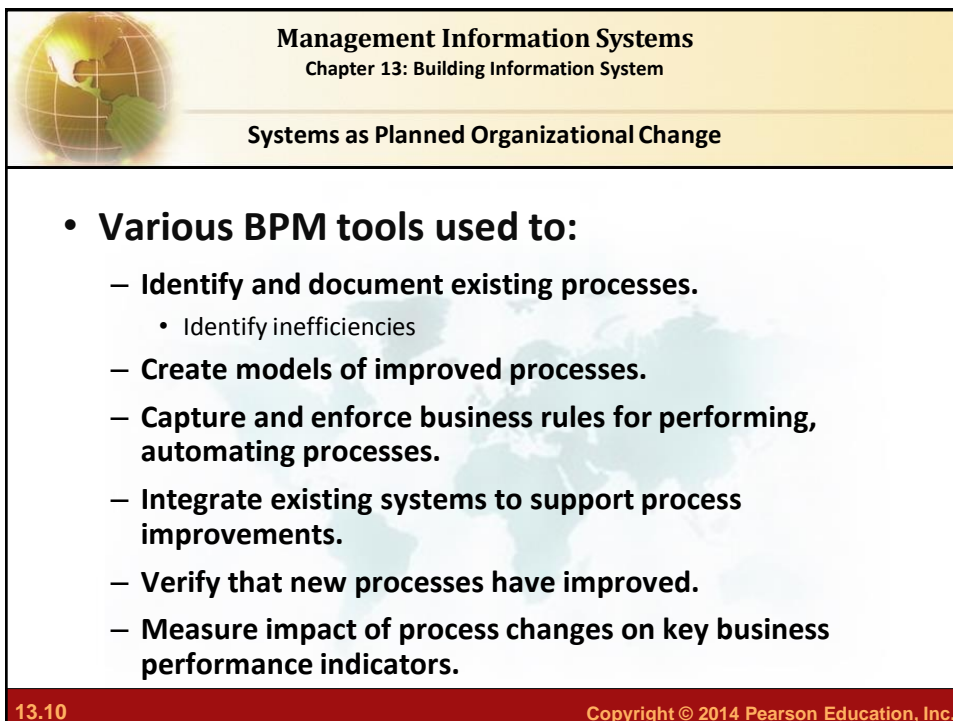 Management Information Systems
Chapter 13: Building Information System
Systems as Planned Organizational Change
• Various BPM tools used to:
– Identify and document existing processes.
• Identify inefficiencies
– Create models of improved processes.
– Capture and enforce business rules for performing,
automating processes.
– Integrate existing systems to support process
improvements.
– Verify that new processes have improved.
– Measure impact of process changes on key business
performance indicators.
13.10
Copyright © 2014 Pearson Education, Inc.